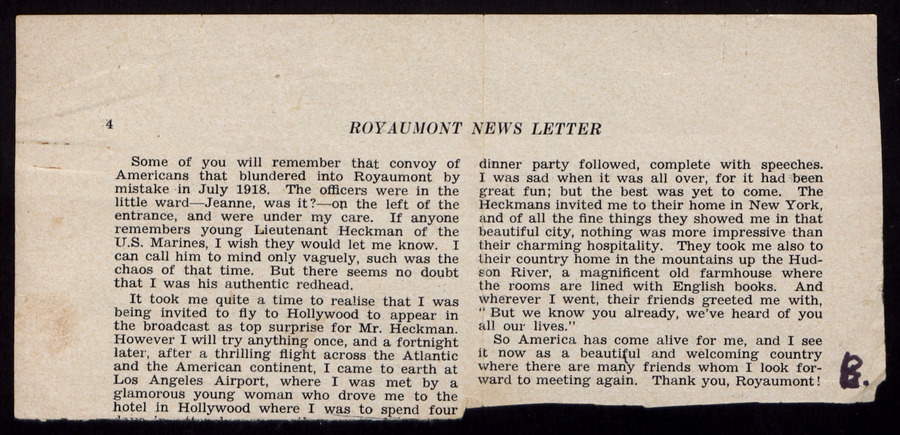 4
ROYAUMONT NEWS LETTER
Some of you will remember that convoy of
Americans that blundered into Royaumont by
mistake in July 1918. The officers were in the
little ward—Jeanne, was it?—on the left of the
entrance, and were under my care. If anyone
remembers young Lieutenant Heckman of the
U.S. Marines, I wish they would let me know. I
can call him to mind only vaguely, such was the
chaos of that time. But there seems no doubt
that I was his authentic redhead.
It took me quite a time to realise that I was
being invited to fly to Hollywood to appear in
the broadcast as top surprise for Mr. Heckman.
However I will try anything once, and a fortnight
later, after a thrilling flight across the Atlantic
and the American continent, I came to earth at
Los Angeles Airport, where I was met by a
glamorous young woman who drove me to the
hotel in Hollywood where I was to spend four
dinner party followed, complete with speeches.
I was sad when it was all over, for it had been
great fun; but the best was yet to come. The
Heckmans invited me to their home in New York,
and of all the fine things they showed me in that
beautiful city, nothing was more impressive than
their charming hospitality. They took me also to
their country home in the mountains up the Hud-
son River, a magnificent old farmhouse where
the rooms are lined with English books. And
wherever I went, their friends greeted me with,
" But we know you already, we've heard of you
all our lives."
So America has come alive for me, and I see
it now as a beautiful and welcoming country
where there are many friends whom I look for-
ward to meeting again. Thank you, Royaumont!
B.